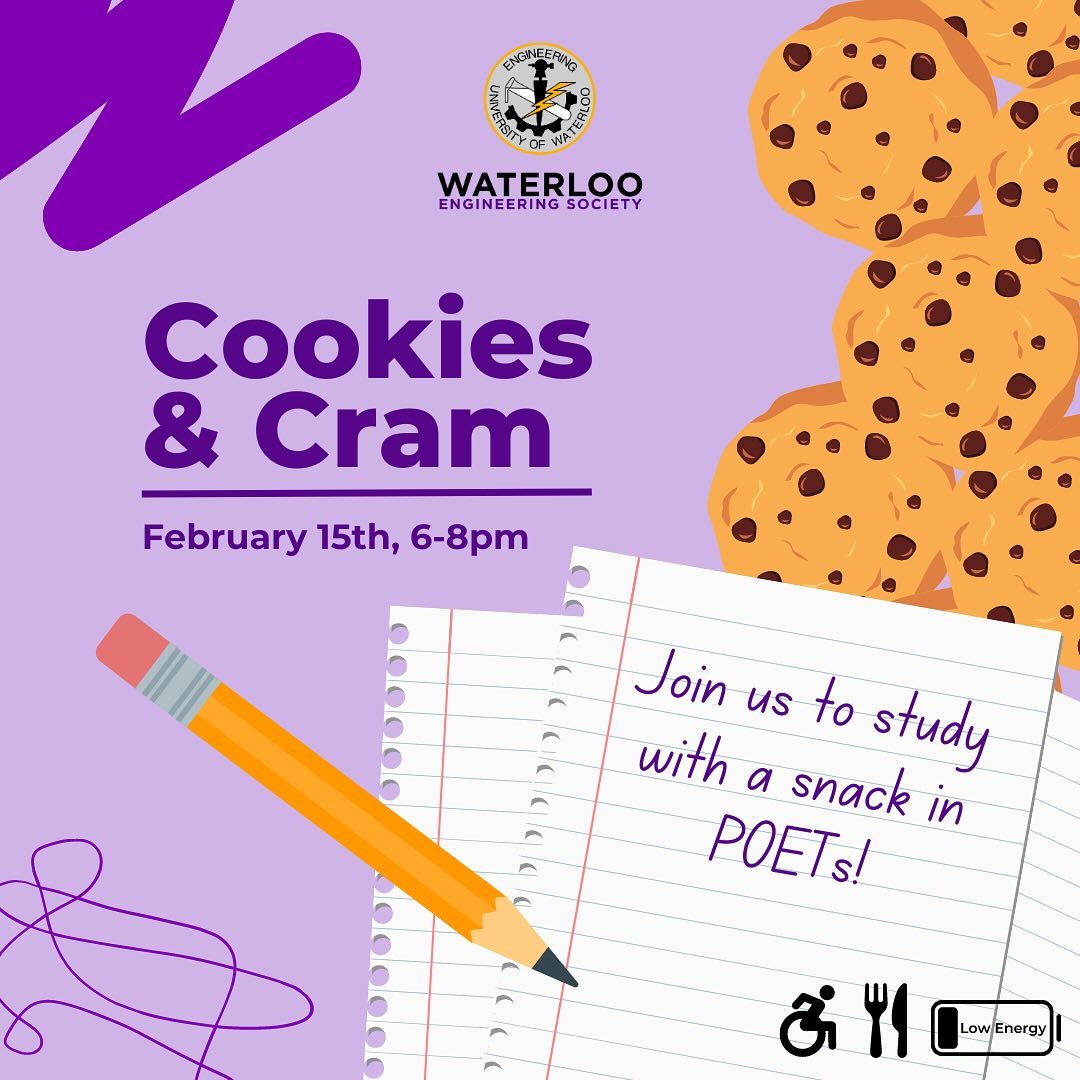 ENGINEERING
UNIVERSITY OF WATERLOO
WATERLOO
ENGINEERING SOCIETY
Cookies
& Cram
February 15th, 6-8pm
Join us to study
with a snack in
POETs!
Low Energy